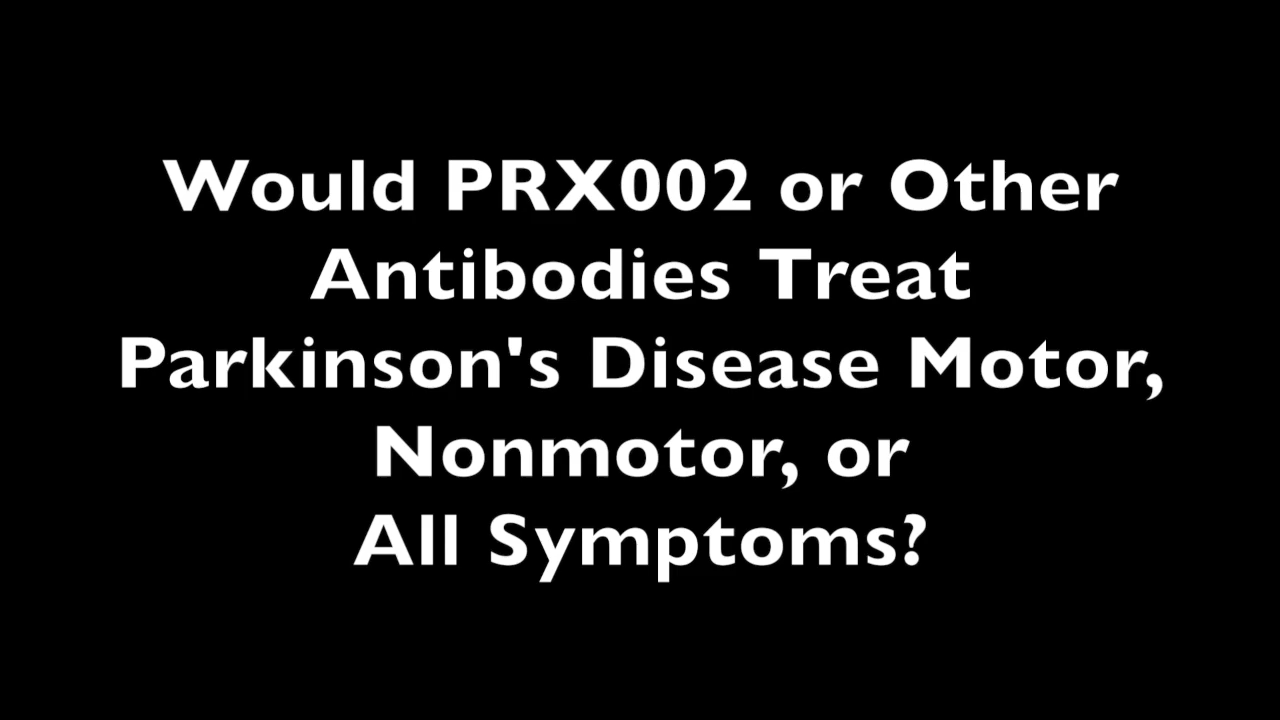 Would PRX002 or Other
Antibodies Treat
Parkinson's Disease Motor,
Nonmotor, or
All Symptoms?